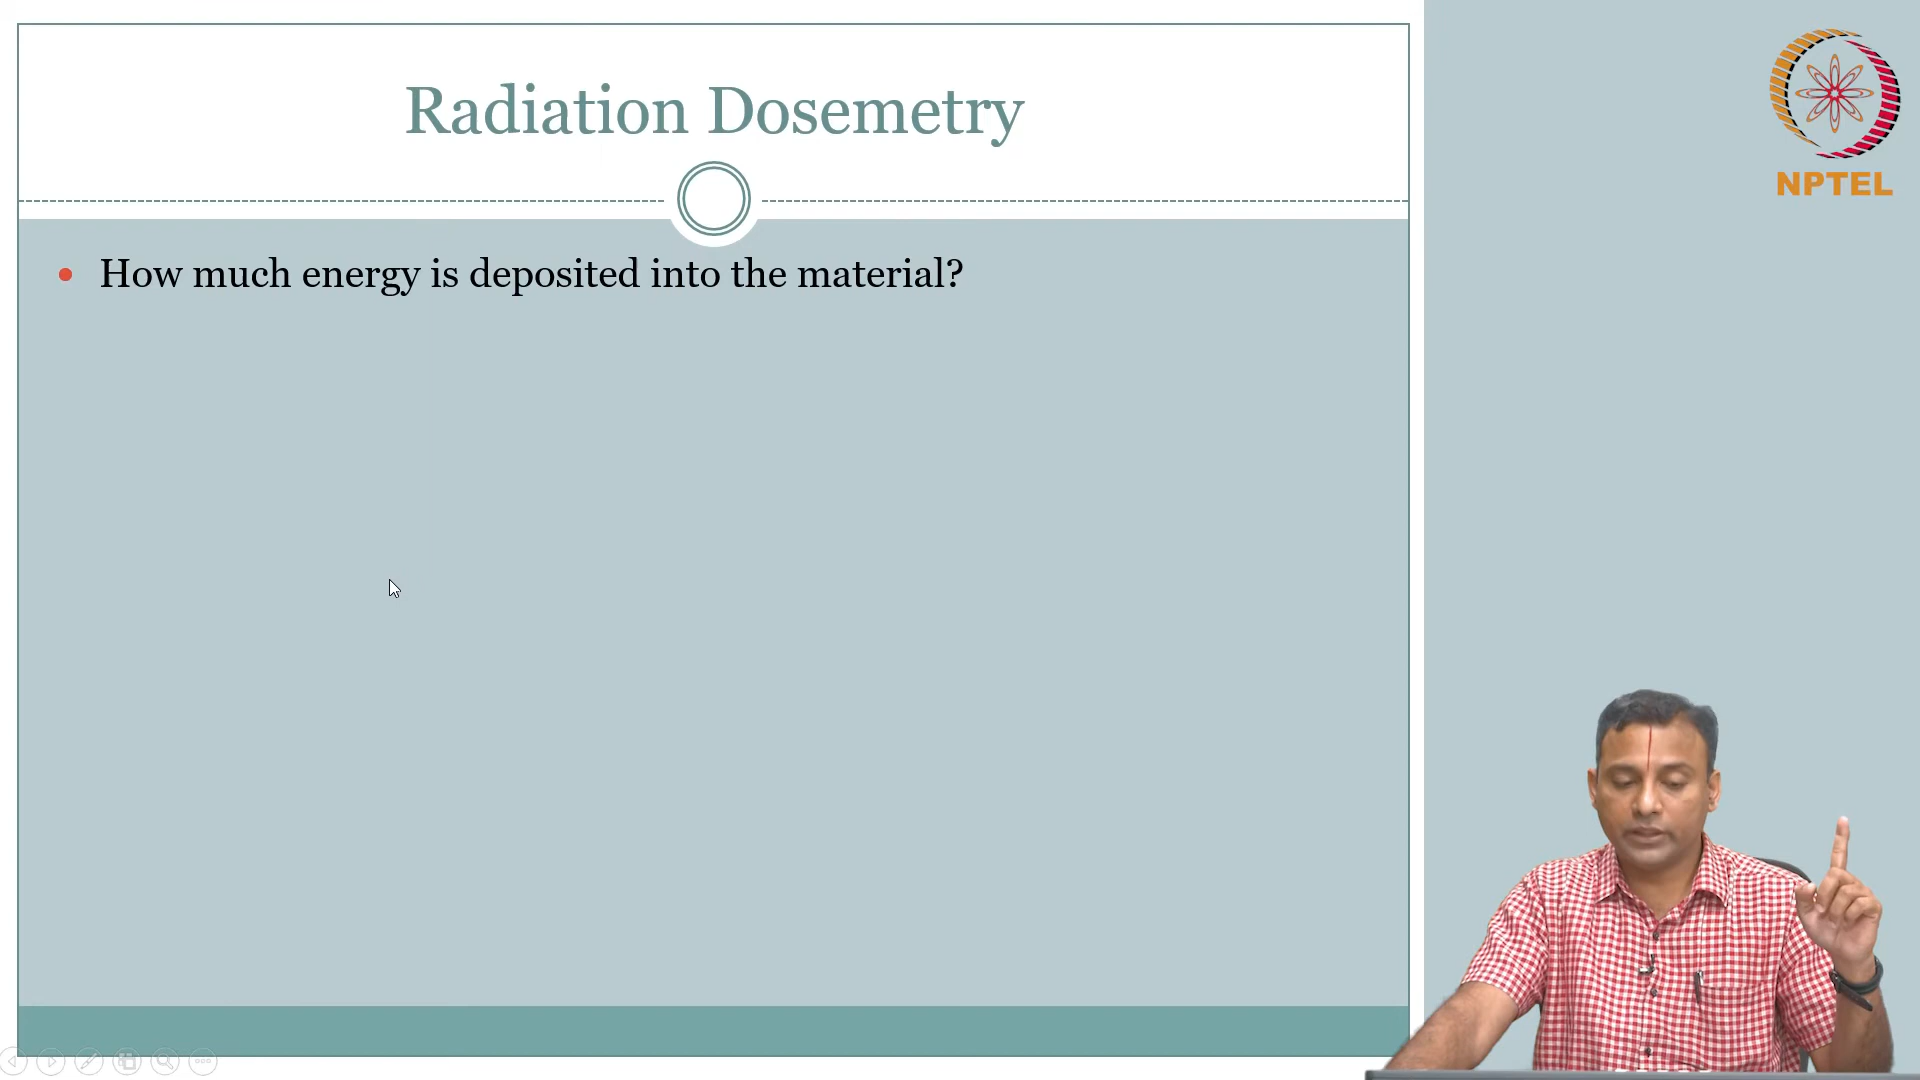 Radiation Dosemetry
NPTEL
How much energy is deposited into the material?